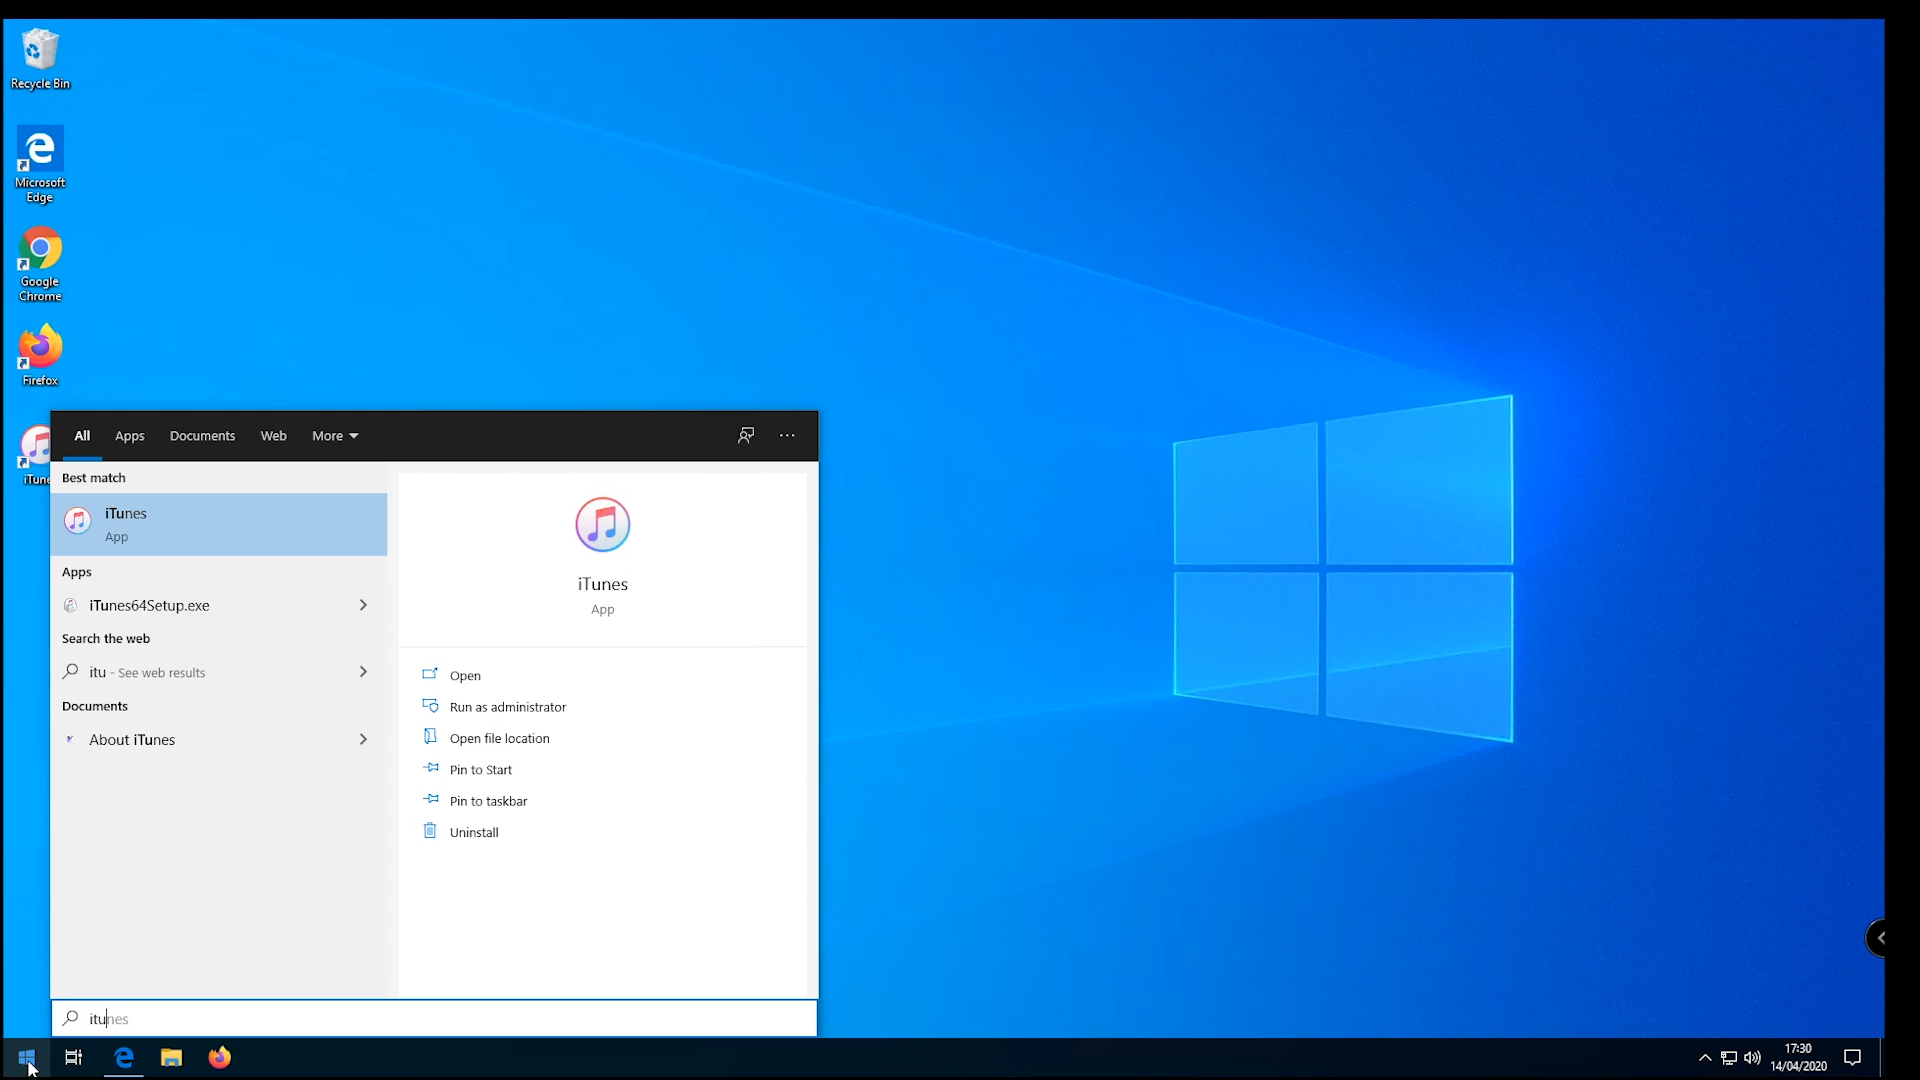 Recycle Bin
Microsoft
Edge
Google
Chrome
Firefox
iTune
All Apps Documents Web More
Best match
iTunes
App
Apps
iTunes64Setup.exe
Search the web
itu - See web results
Documents
About iTunes
iTunes
App
Open
Run as administrator
Open file location
Pin to Start
Pin to taskbar
Uninstall
itunes
17:30
14/04/2020